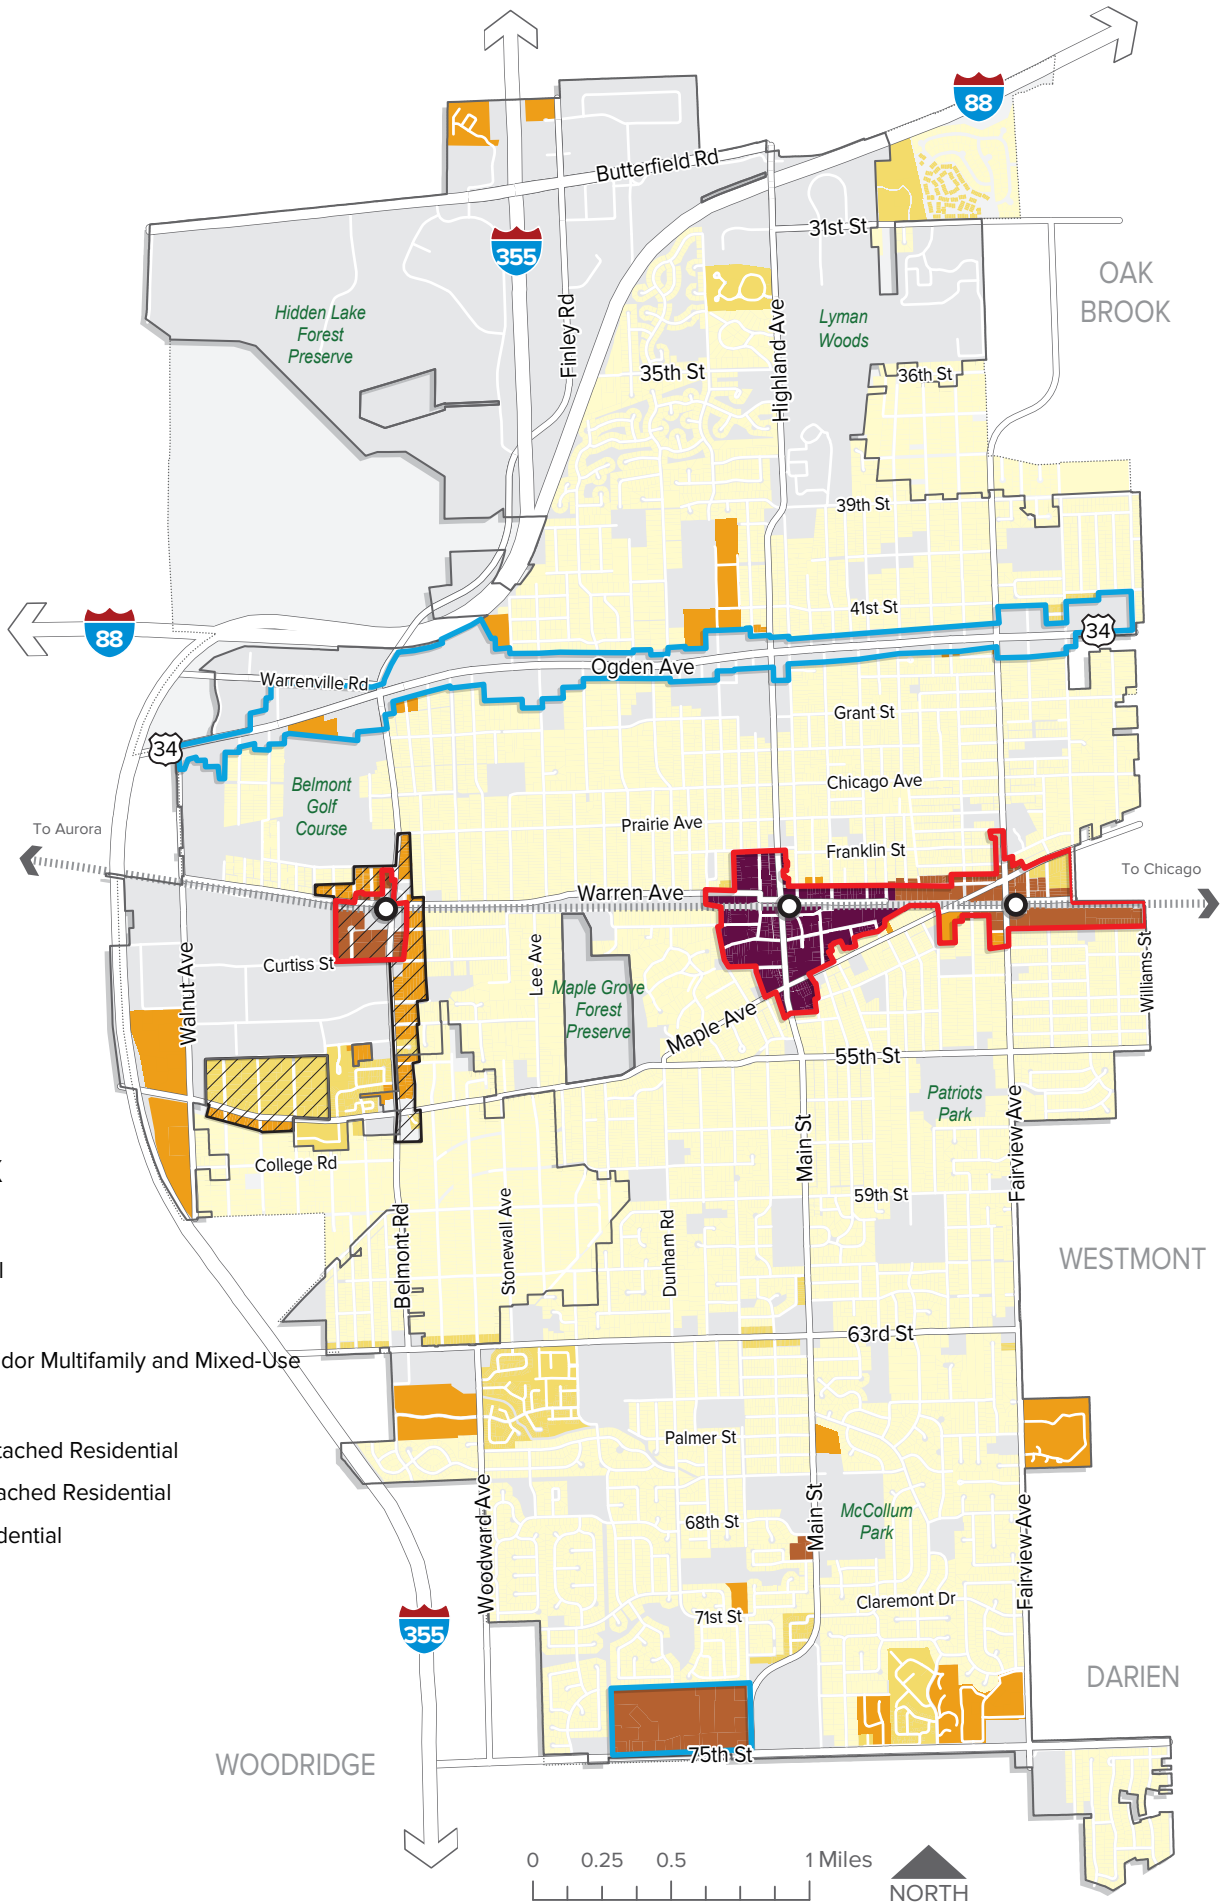 88
Butterfield Rd
31st St
355
OAK
BROOK
Hidden Lake
Forest
Preserve
Finley Rd
Highland Ave
Lyman
Woods
35th St
36th St
39th St
41st St
88
34
Ogden Ave
Warrenville Rd
Grant St
34
Belmont
Golf
Course
Chicago Ave
Prairie Ave
To Aurora
Franklin St
To Chicago
Warren Ave
Curtiss St
Walnut Ave
Lee Ave
Maple Grove
Forest
Preserve
Maple Ave
Williams St
55th St
Patriots
Park
Main St
Fairview Ave
College Rd
59th St
Belmont Rd
Stonewall Ave
Dunham Rd
WESTMONT
63rd St
dor Multifamily and Mixed-Use
Palmer St
tached Residential
ached Residential
dential
Woodward Ave
68th St
Main St
McCollum
Park
Fairview Ave
Claremont Dr
71st St
355
DARIEN
WOODRIDGE
75th St
0 0.25 0.5 1 Miles
NORTH